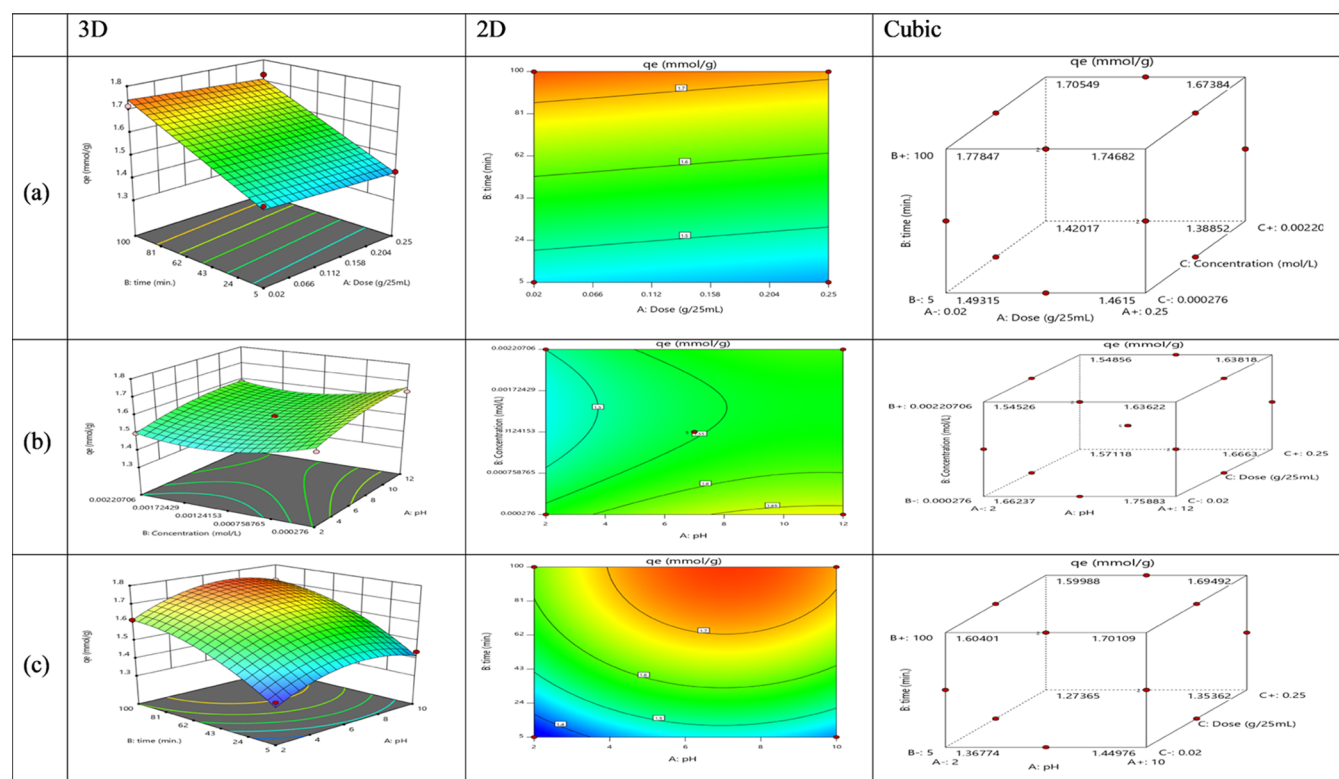 3D
2D
Cubic
(a)
1.8
1.7
1.6
1.5
1.4
1.3
qe (mmol/g)
100
81
62
43
24
5
B: time (min.)
0.25
0.204
0.158
0.112
0.066
0.02
A: Dose (g/25mL)
qe (mmol/g)
100
81
62
43
24
5
B: time (min.)
1.7
1.6
1.5
0.02
0.066
0.112
0.158
0.204
0.25
A: Dose (g/25mL)
qe (mmol/g)
1.70549
1.67384
B+: 100
1.77847
2
1.74682
B: time (min.)
1.42017
2
1.38852
C+: 0.00220
C: Concentration (mol/L)
B-: 5
1.49315
1.4615
C-: 0.000276
A-: 0.02
A: Dose (g/25mL)
A+: 0.25
(b)
1.8
1.7
1.6
1.5
1.4
1.3
qe (mmol/g)
0.00220706
0.00172429
0.00124153
0.000758765
0.000276
B: Concentration (mol/L)
12
10
8
6
4
2
A: pH
qe (mmol/g)
0.00220706
0.00172429
124153
0.000758765
0.000276
B: Concentration (mol/L)
1.6
2
4
6
8
10
12
A: pH
qe (mmol/g)
1.54856
1.63818
B+: 0.00220706
1.54526
1.63622
B: Concentration (mol/L)
1.57118
1.6663
C+: 0.25
C: Dose (g/25mL)
B-: 0.000276
1.66237
1.75883
C-: 0.02
A-: 2
A: pH
A+: 12
(c)
1.8
1.7
1.6
1.5
1.4
1.3
qe (mmol/g)
100
81
62
43
24
5
B: time (min.)
10
8
6
4
2
A: pH
qe (mmol/g)
100
81
62
43
24
5
B: time (min.)
1.7
1.6
1.5
1.4
2
4
6
8
10
A: pH
qe (mmol/g)
1.59988
1.69492
B+: 100
1.60401
2
1.70109
B: time (min.)
1.27365
1.35362
C+: 0.25
C: Dose (g/25mL)
B-: 5
1.36774
1.44976
C-: 0.02
A-: 2
A: pH
A+: 10